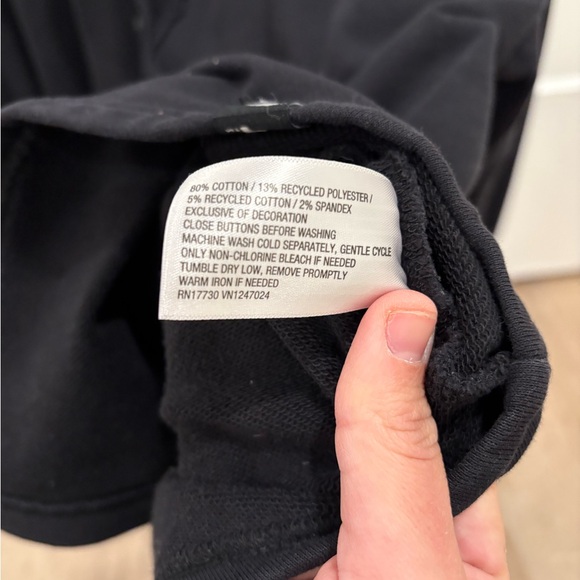 80% COTTON / 13% RECYCLED POLYESTER /
5% RECYCLED COTTON / 2% SPANDEX
EXCLUSIVE OF DECORATION
CLOSE BUTTONS BEFORE WASHING
MACHINE WASH COLD SEPARATELY, GENTLE CYCLE
ONLY NON-CHLORINE BLEACH IF NEEDED
TUMBLE DRY LOW, REMOVE PROMPTLY
WARM IRON IF NEEDED
RN17730 VN1247024